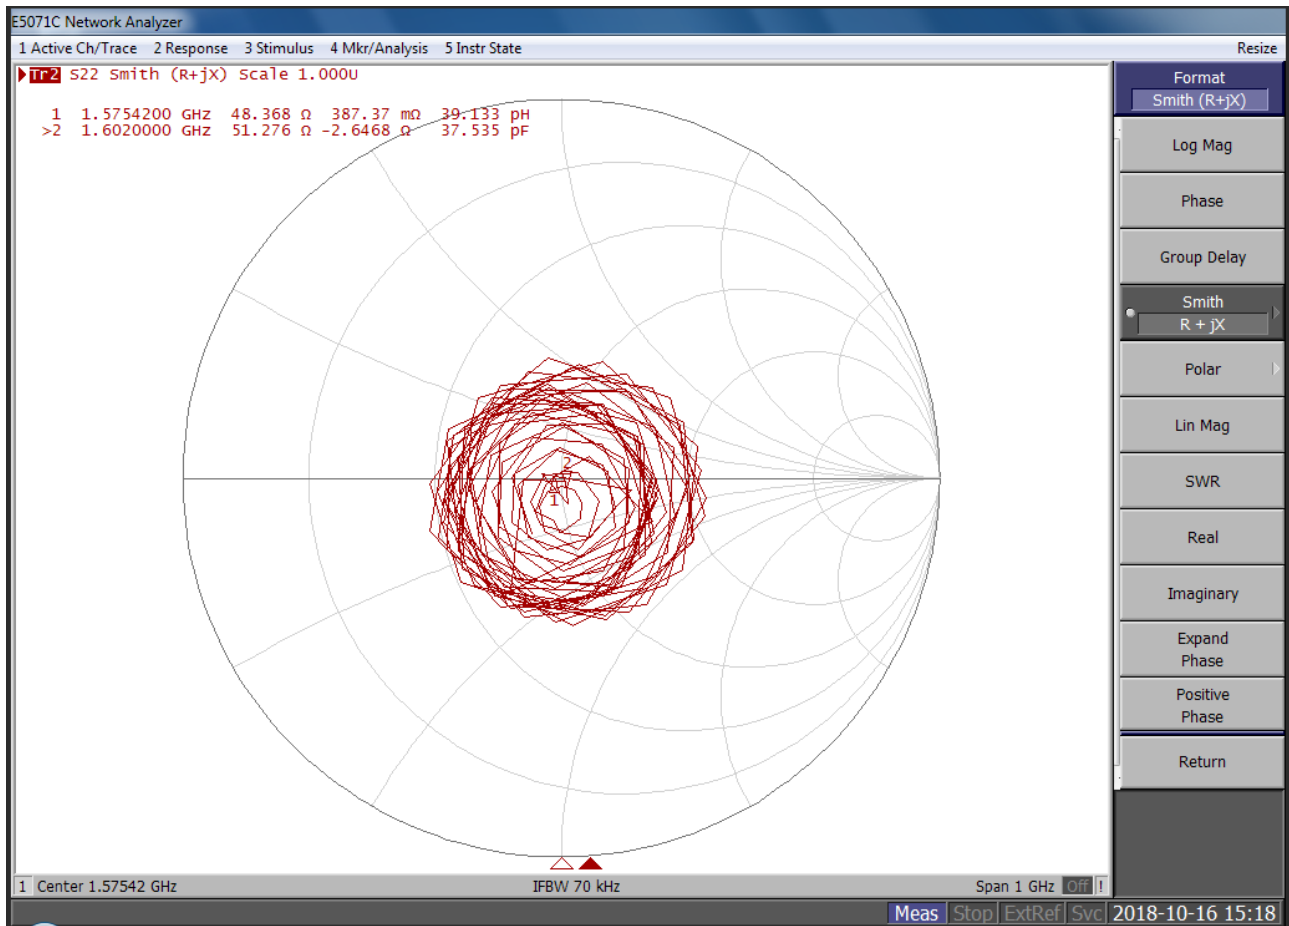 E5071C Network Analyzer
1 Active Ch/Trace 2 Response 3 Stimulus 4 Mkr/Analysis 5 Instr State Resize
Tr2 S22 Smith (R+jX) Scale 1.000U
1 1.5754200 GHz 48.368 Ω 387.37 mΩ 39.133 pH
>2 1.6020000 GHz 51.276 Ω -2.6468 Ω 37.535 pF
2
1
Format
Smith (R+jX)
Log Mag
Phase
Group Delay
Smith
R + jX
Polar
Lin Mag
SWR
Real
Imaginary
Expand
Phase
Positive
Phase
Return
1 Center 1.57542 GHz IFBW 70 kHz Span 1 GHz Off !
Meas Stop ExtRef Svc 2018-10-16 15:18